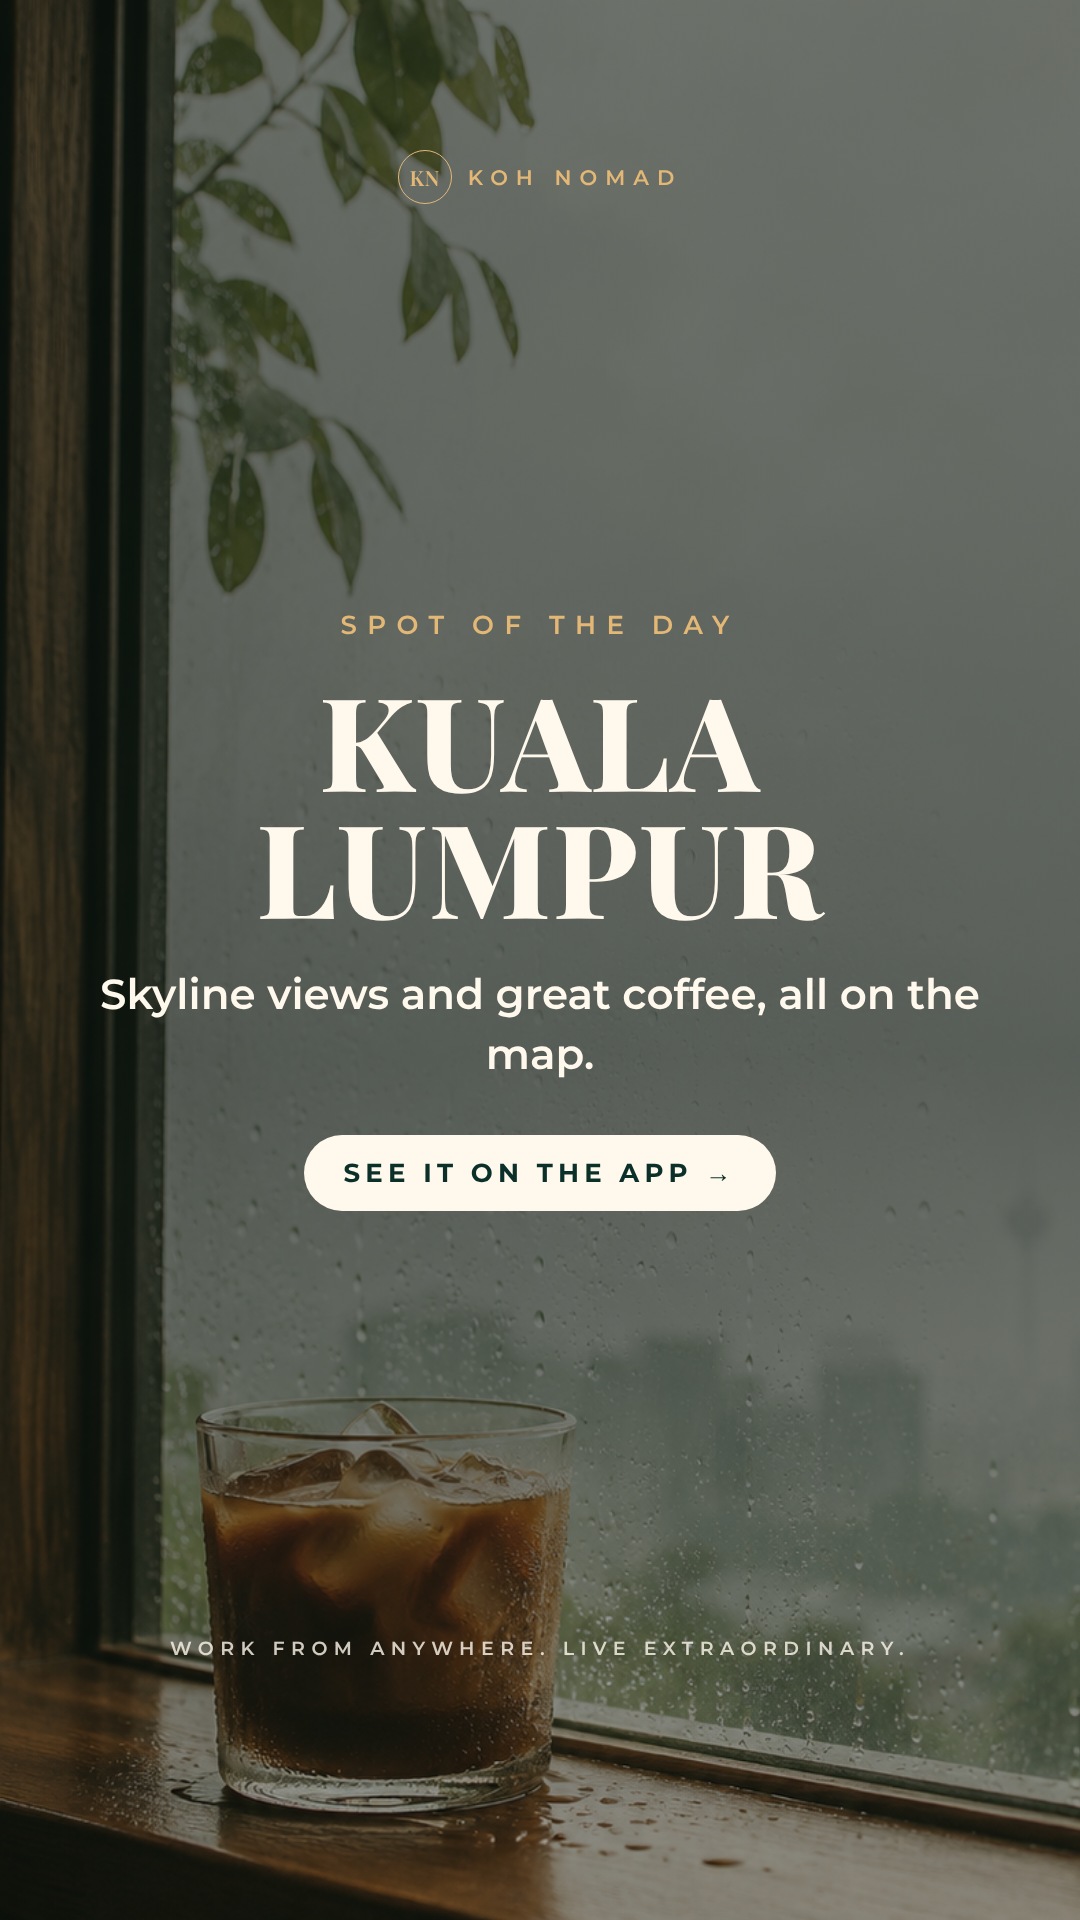 KN KOH NOMAD
SPOT OF THE DAY
KUALA
LUMPUR
Skyline views and great coffee, all on the
map.
SEE IT ON THE APP →
WORK FROM ANYWHERE. LIVE EXTRAORDINARY.